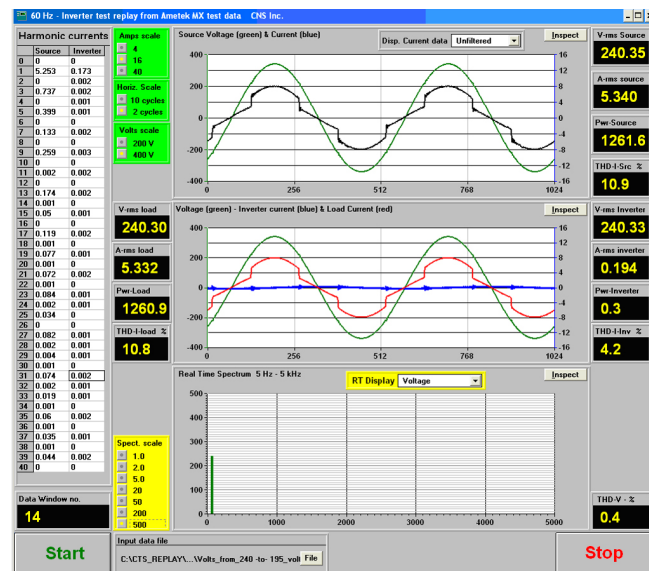 60 Hz - Inverter test replay from Ametek MX test data CNS Inc.
Harmonic currents
Source Inverter
0 0 0
1 5.253 0.173
2 0 0.002
3 0.737 0.002
4 0 0.001
5 0.399 0.001
6 0 0
7 0.133 0.002
8 0 0
9 0.259 0.003
10 0 0
11 0.002 0.002
12 0 0
13 0.174 0.002
14 0.001 0
15 0.05 0.001
16 0 0
17 0.119 0.002
18 0.001 0
19 0.077 0.001
20 0.001 0
21 0.072 0.002
22 0.001 0
23 0.084 0.001
24 0.002 0.001
25 0.034 0
26 0 0
27 0.082 0.001
28 0.002 0.001
29 0.004 0.001
30 0.001 0
31 0.074 0.002
32 0.002 0.001
33 0.019 0.001
34 0.001 0
35 0.06 0.002
36 0.001 0
37 0.035 0.001
38 0.001 0
39 0.044 0.002
40 0 0
Data Window no.
14
Amps scale
4
16
40
Horiz. Scale
10 cycles
2 cycles
Volts scale
200 V
400 V
V-rms load
240.30
A-rms load
5.332
Pwr-Load
1260.9
THD-I-load %
10.8
Spect. scale
1.0
2.0
5.0
20
50
200
500
Source Voltage (green) & Current (blue)
Disp. Current data Unfiltered
Inspect
400 200 0 -200 -400
16 12 8 4 0 -4 -8 -12 -16
0 256 512 768 1024
Voltage (green) - Inverter current (blue) & Load Current (red)
Inspect
400 200 0 -200 -400
16 12 8 4 0 -4 -8 -12 -16
0 256 512 768 1024
Real Time Spectrum 5 Hz - 5 kHz
RT Display Voltage
Inspect
500 400 300 200 100 0
0 1000 2000 3000 4000 5000
V-rms Source
240.35
A-rms source
5.340
Pwr-Source
1261.6
THD-I-Src %
10.9
V-rms Inverter
240.33
A-rms inverter
0.194
Pwr-Inverter
0.3
THD-I-Inv %
4.2
THD-V - %
0.4
Start
Input data file
C:\CTS_REPLAY\...\Volts_from_240 -to- 195_volt File
Stop